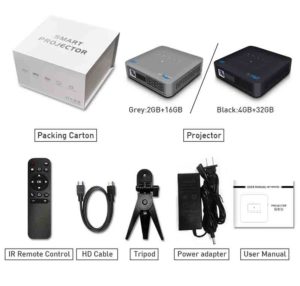 SMART
PROJECTOR
Grey:2GB+16GB
/
Black:4GB+32GB
Packing Carton
Projector
IR Remote Control
HD Cable
Tripod
Power adapter
User Manual
PROJECTOR